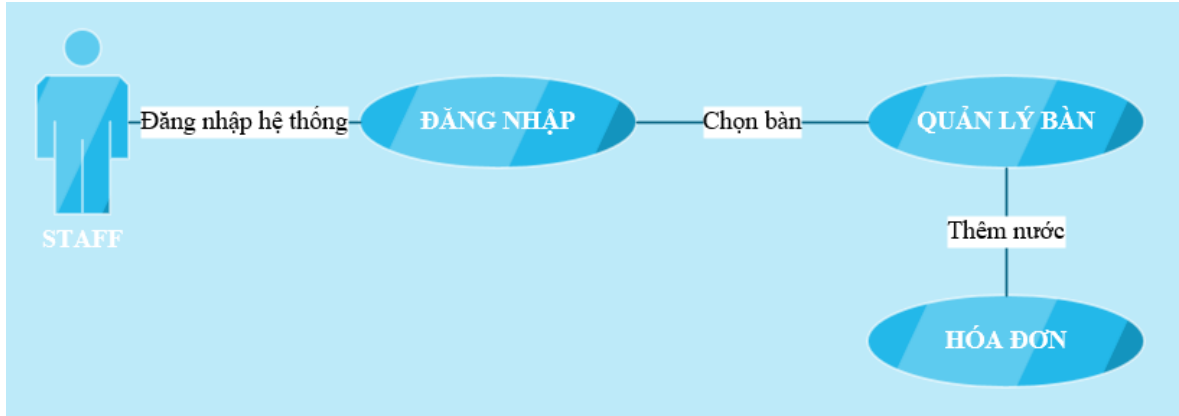 Đăng nhập hệ thống
ĐĂNG NHẬP
Chọn bàn
QUẢN LÝ BÀN
STAFF
Thêm nước
HÓA ĐƠN